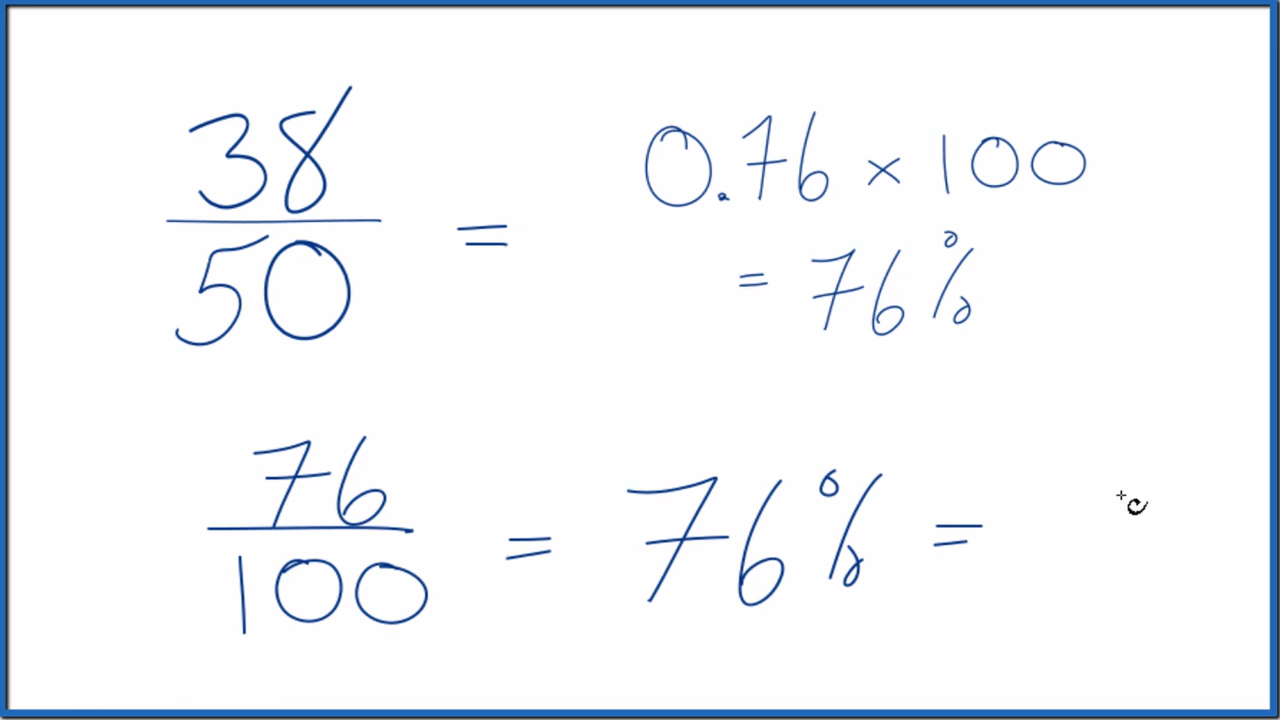 38/50 = 0.76 × 100
= 76%
76/100 = 76% =